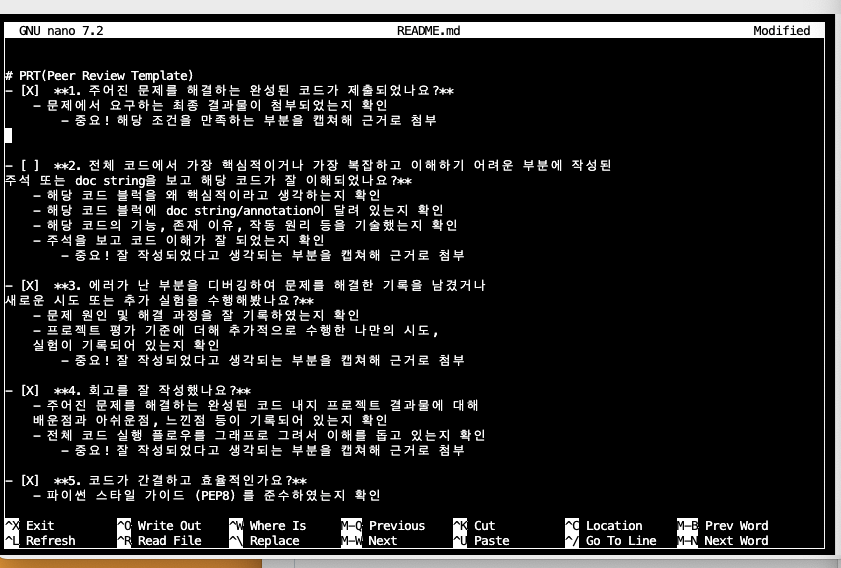 GNU nano 7.2 README.md Modified
# PRT(Peer Review Template)
- [X] **1. 주어진 문제를 해결하는 완성된 코드가 제출되었나요?**
- 문제에서 요구하는 최종 결과물이 첨부되었는지 확인
- 중요! 해당 조건을 만족하는 부분을 캡쳐해 근거로 첨부
- [ ] **2. 전체 코드에서 가장 핵심적이거나 가장 복잡하고 이해하기 어려운 부분에 작성된
주석 또는 doc string을 보고 해당 코드가 잘 이해되었나요?**
- 해당 코드 블럭을 왜 핵심적이라고 생각하는지 확인
- 해당 코드 블럭에 doc string/annotation이 달려 있는지 확인
- 해당 코드의 기능, 존재 이유, 작동 원리 등을 기술했는지 확인
- 주석을 보고 코드 이해가 잘 되었는지 확인
- 중요! 잘 작성되었다고 생각되는 부분을 캡쳐해 근거로 첨부
- [X] **3. 에러가 난 부분을 디버깅하여 문제를 해결한 기록을 남겼거나
새로운 시도 또는 추가 실험을 수행해봤나요?**
- 문제 원인 및 해결 과정을 잘 기록하였는지 확인
- 프로젝트 평가 기준에 더해 추가적으로 수행한 나만의 시도,
실험이 기록되어 있는지 확인
- 중요! 잘 작성되었다고 생각되는 부분을 캡쳐해 근거로 첨부
- [X] **4. 회고를 잘 작성했나요?**
- 주어진 문제를 해결하는 완성된 코드 내지 프로젝트 결과물에 대해
배운점과 아쉬운점, 느낀점 등이 기록되어 있는지 확인
- 전체 코드 실행 플로우를 그래프로 그려서 이해를 돕고 있는지 확인
- 중요! 잘 작성되었다고 생각되는 부분을 캡쳐해 근거로 첨부
- [X] **5. 코드가 간결하고 효율적인가요?**
- 파이썬 스타일 가이드 (PEP8) 를 준수하였는지 확인
^X Exit ^O Write Out ^W Where Is M-Q Previous ^K Cut ^C Location M-B Prev Word
^L Refresh ^R Read File ^\ Replace M-W Next ^U Paste ^/ Go To Line M-N Next Word